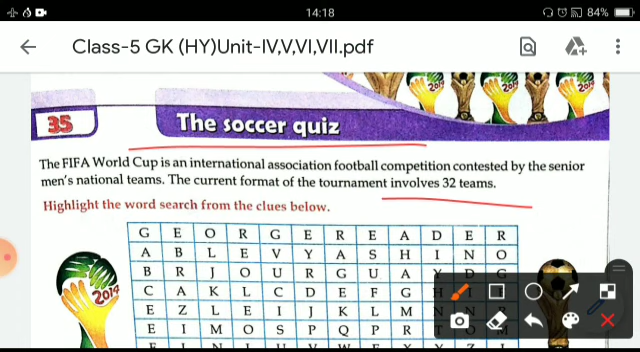 14:18
84%
Class-5 GK (HY)Unit-IV,V,VI,VII.pdf
35
The soccer quiz
The FIFA World Cup is an international association football competition contested by the senior
men's national teams. The current format of the tournament involves 32 teams.
Highlight the word search from the clues below.
G E O R G E R E A D E R
A B L E V Y A S H I N O
B R J O U R G U A Y D G
C A K L C D E F G H I
E Z L E I J K L M N N
E I M O S P Q P R T O M
2014